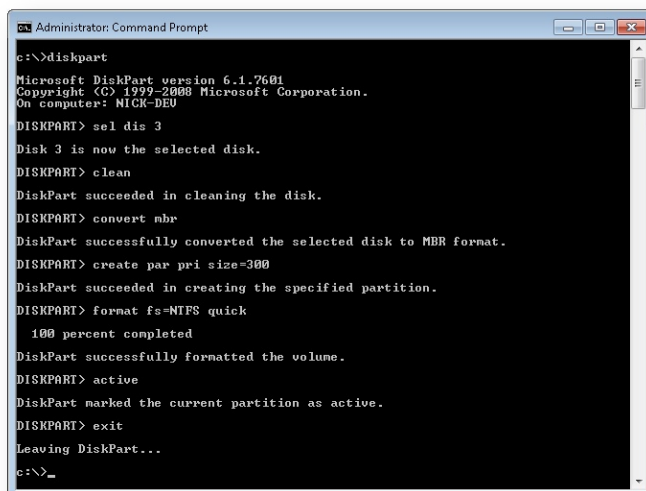 Administrator: Command Prompt
c:\>diskpart
Microsoft DiskPart version 6.1.7601
Copyright (C) 1999-2008 Microsoft Corporation.
On computer: NICK-DEV
DISKPART> sel dis 3
Disk 3 is now the selected disk.
DISKPART> clean
DiskPart succeeded in cleaning the disk.
DISKPART> convert mbr
DiskPart successfully converted the selected disk to MBR format.
DISKPART> create par pri size=300
DiskPart succeeded in creating the specified partition.
DISKPART> format fs=NTFS quick
100 percent completed
DiskPart successfully formatted the volume.
DISKPART> active
DiskPart marked the current partition as active.
DISKPART> exit
Leaving DiskPart...
c:\>_